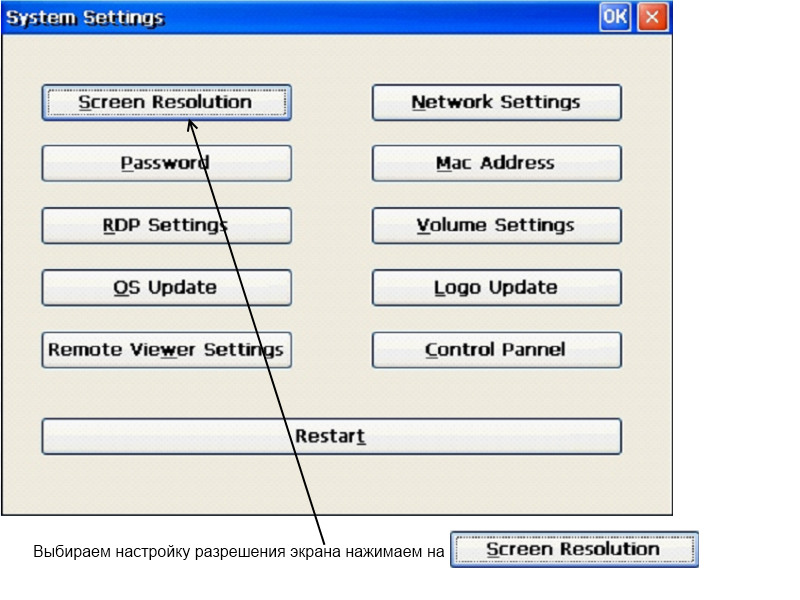 System Settings OK
Screen Resolution Network Settings
Password Mac Address
RDP Settings Volume Settings
OS Update Logo Update
Remote Viewer Settings Control Pannel
Restart
Выбираем настройку разрешения экрана нажимаем на Screen Resolution